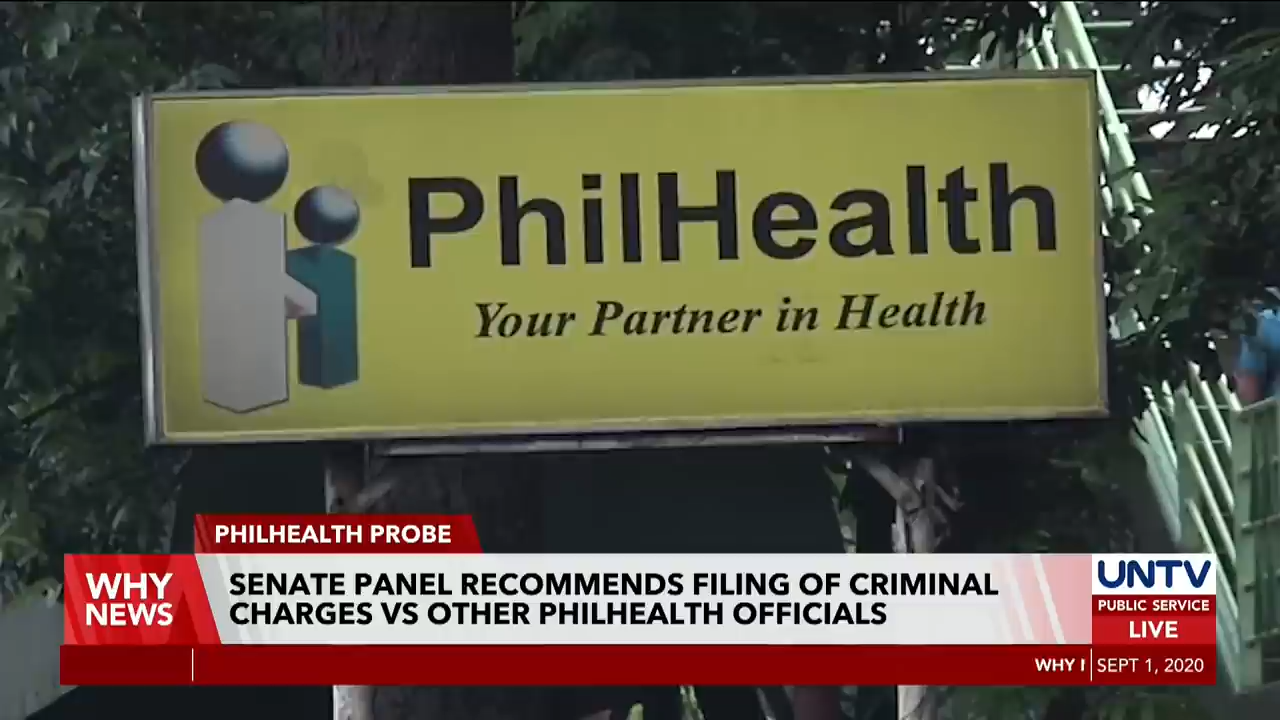 PhilHealth
Your Partner in Health
PHILHEALTH PROBE
WHY
NEWS
SENATE PANEL RECOMMENDS FILING OF CRIMINAL
CHARGES VS OTHER PHILHEALTH OFFICIALS
UNTV
PUBLIC SERVICE
LIVE
WHY
SEPT 1, 2020